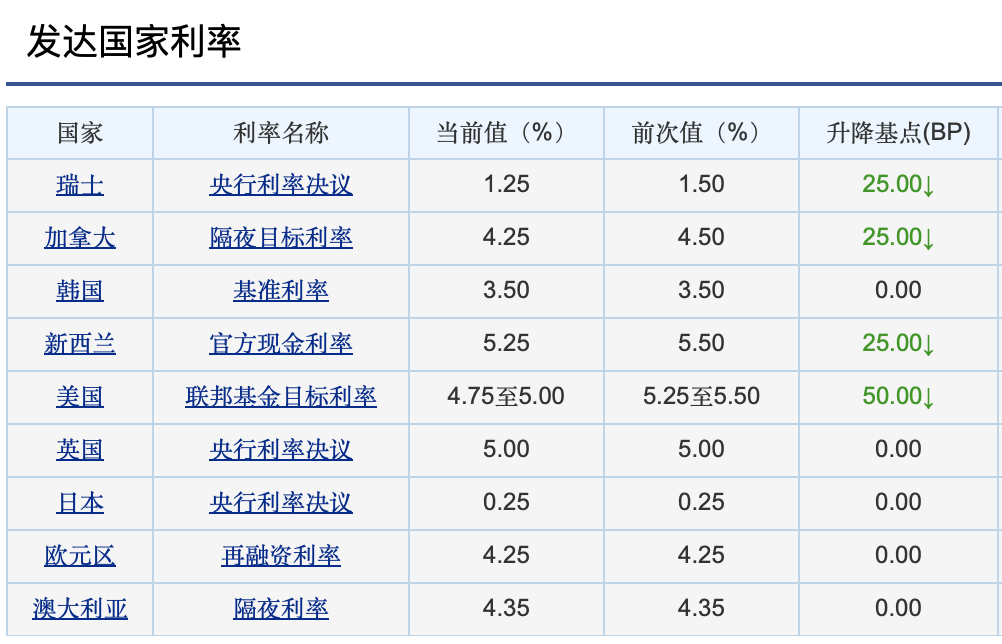 发达国家利率
国家 利率名称 当前值（%） 前次值（%） 升降基点(BP)
瑞士 央行利率决议 1.25 1.50 25.00↓
加拿大 隔夜目标利率 4.25 4.50 25.00↓
韩国 基准利率 3.50 3.50 0.00
新西兰 官方现金利率 5.25 5.50 25.00↓
美国 联邦基金目标利率 4.75至5.00 5.25至5.50 50.00↓
英国 央行利率决议 5.00 5.00 0.00
日本 央行利率决议 0.25 0.25 0.00
欧元区 再融资利率 4.25 4.25 0.00
澳大利亚 隔夜利率 4.35 4.35 0.00